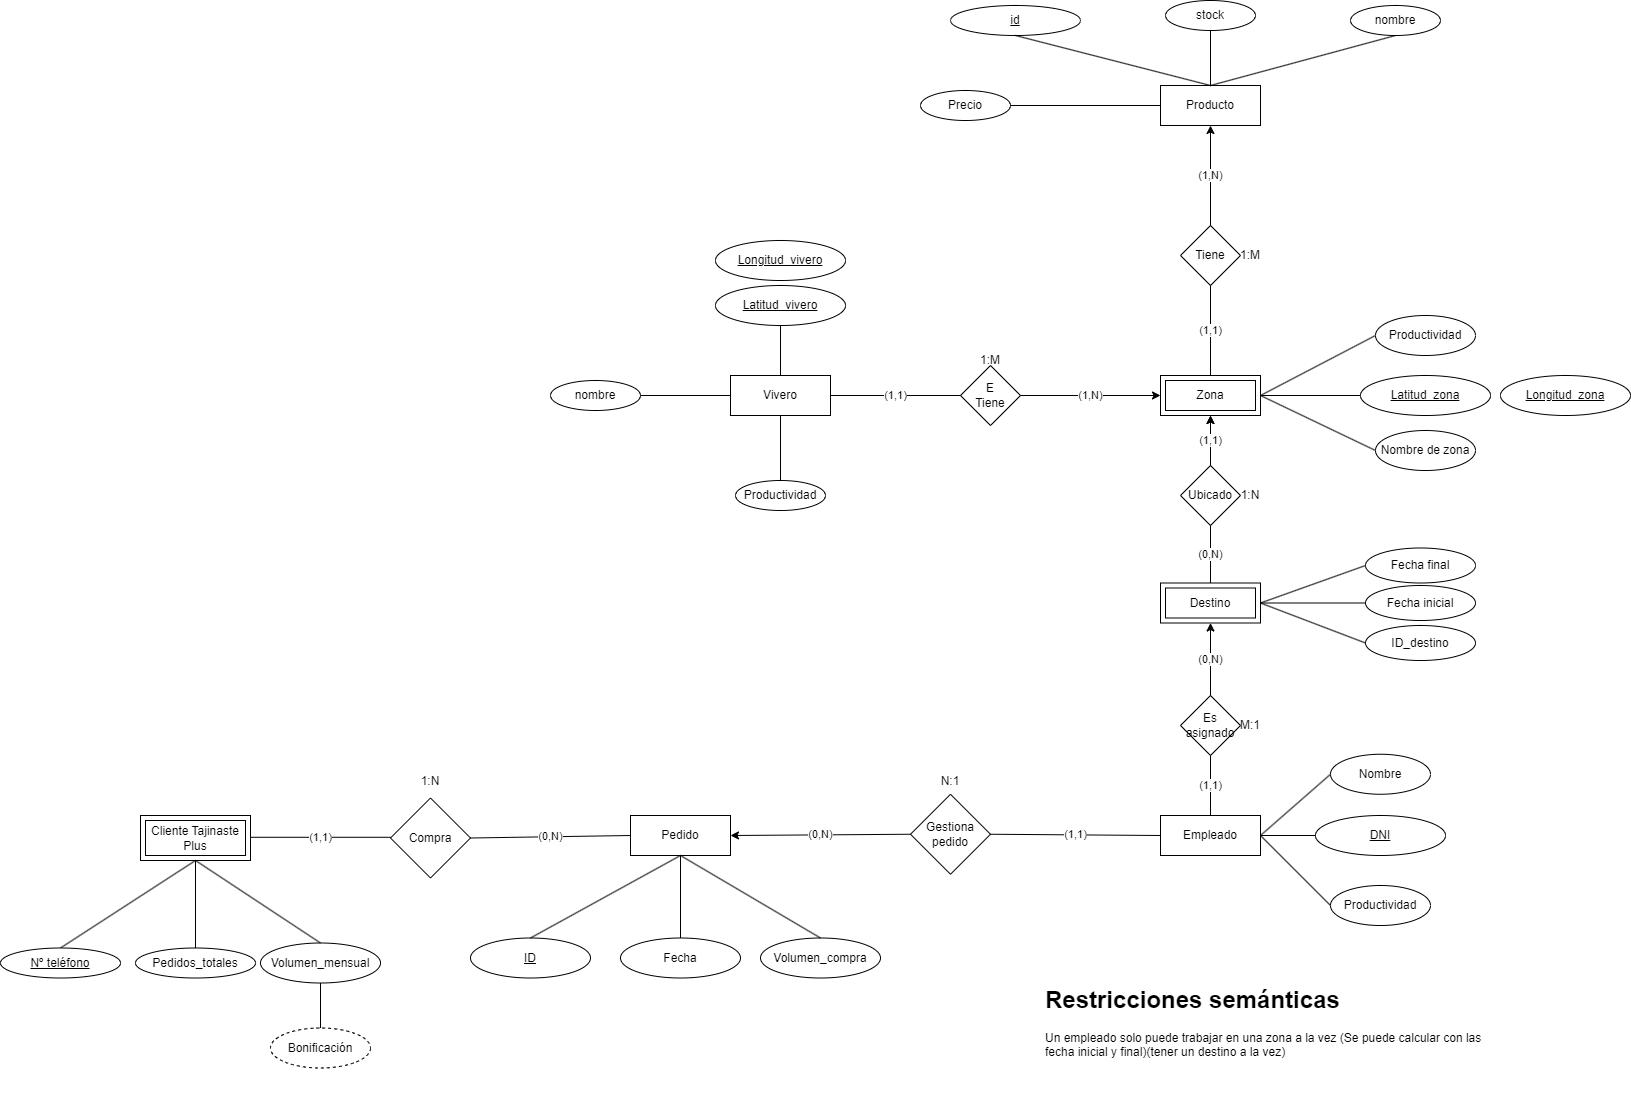 id
stock
nombre
Precio
Producto
(1,N)
Tiene
1:M
(1,1)
Longitud_vivero
Latitud_vivero
nombre
Vivero
Productividad
(1,1)
1:M
E
Tiene
(1,N)
Zona
Productividad
Latitud_zona
Longitud_zona
Nombre de zona
(1,1)
Ubicado
1:N
(0,N)
Destino
Fecha final
Fecha inicial
ID_destino
(0,N)
Es
asignado
M:1
(1,1)
Cliente Tajinaste
Plus
(1,1)
1:N
Compra
(0,N)
Pedido
(0,N)
N:1
Gestiona
pedido
(1,1)
Empleado
Nombre
DNI
Productividad
Nº teléfono
Pedidos_totales
Volumen_mensual
Bonificación
ID
Fecha
Volumen_compra
Restricciones semánticas
Un empleado solo puede trabajar en una zona a la vez (Se puede calcular con las
fecha inicial y final)(tener un destino a la vez)